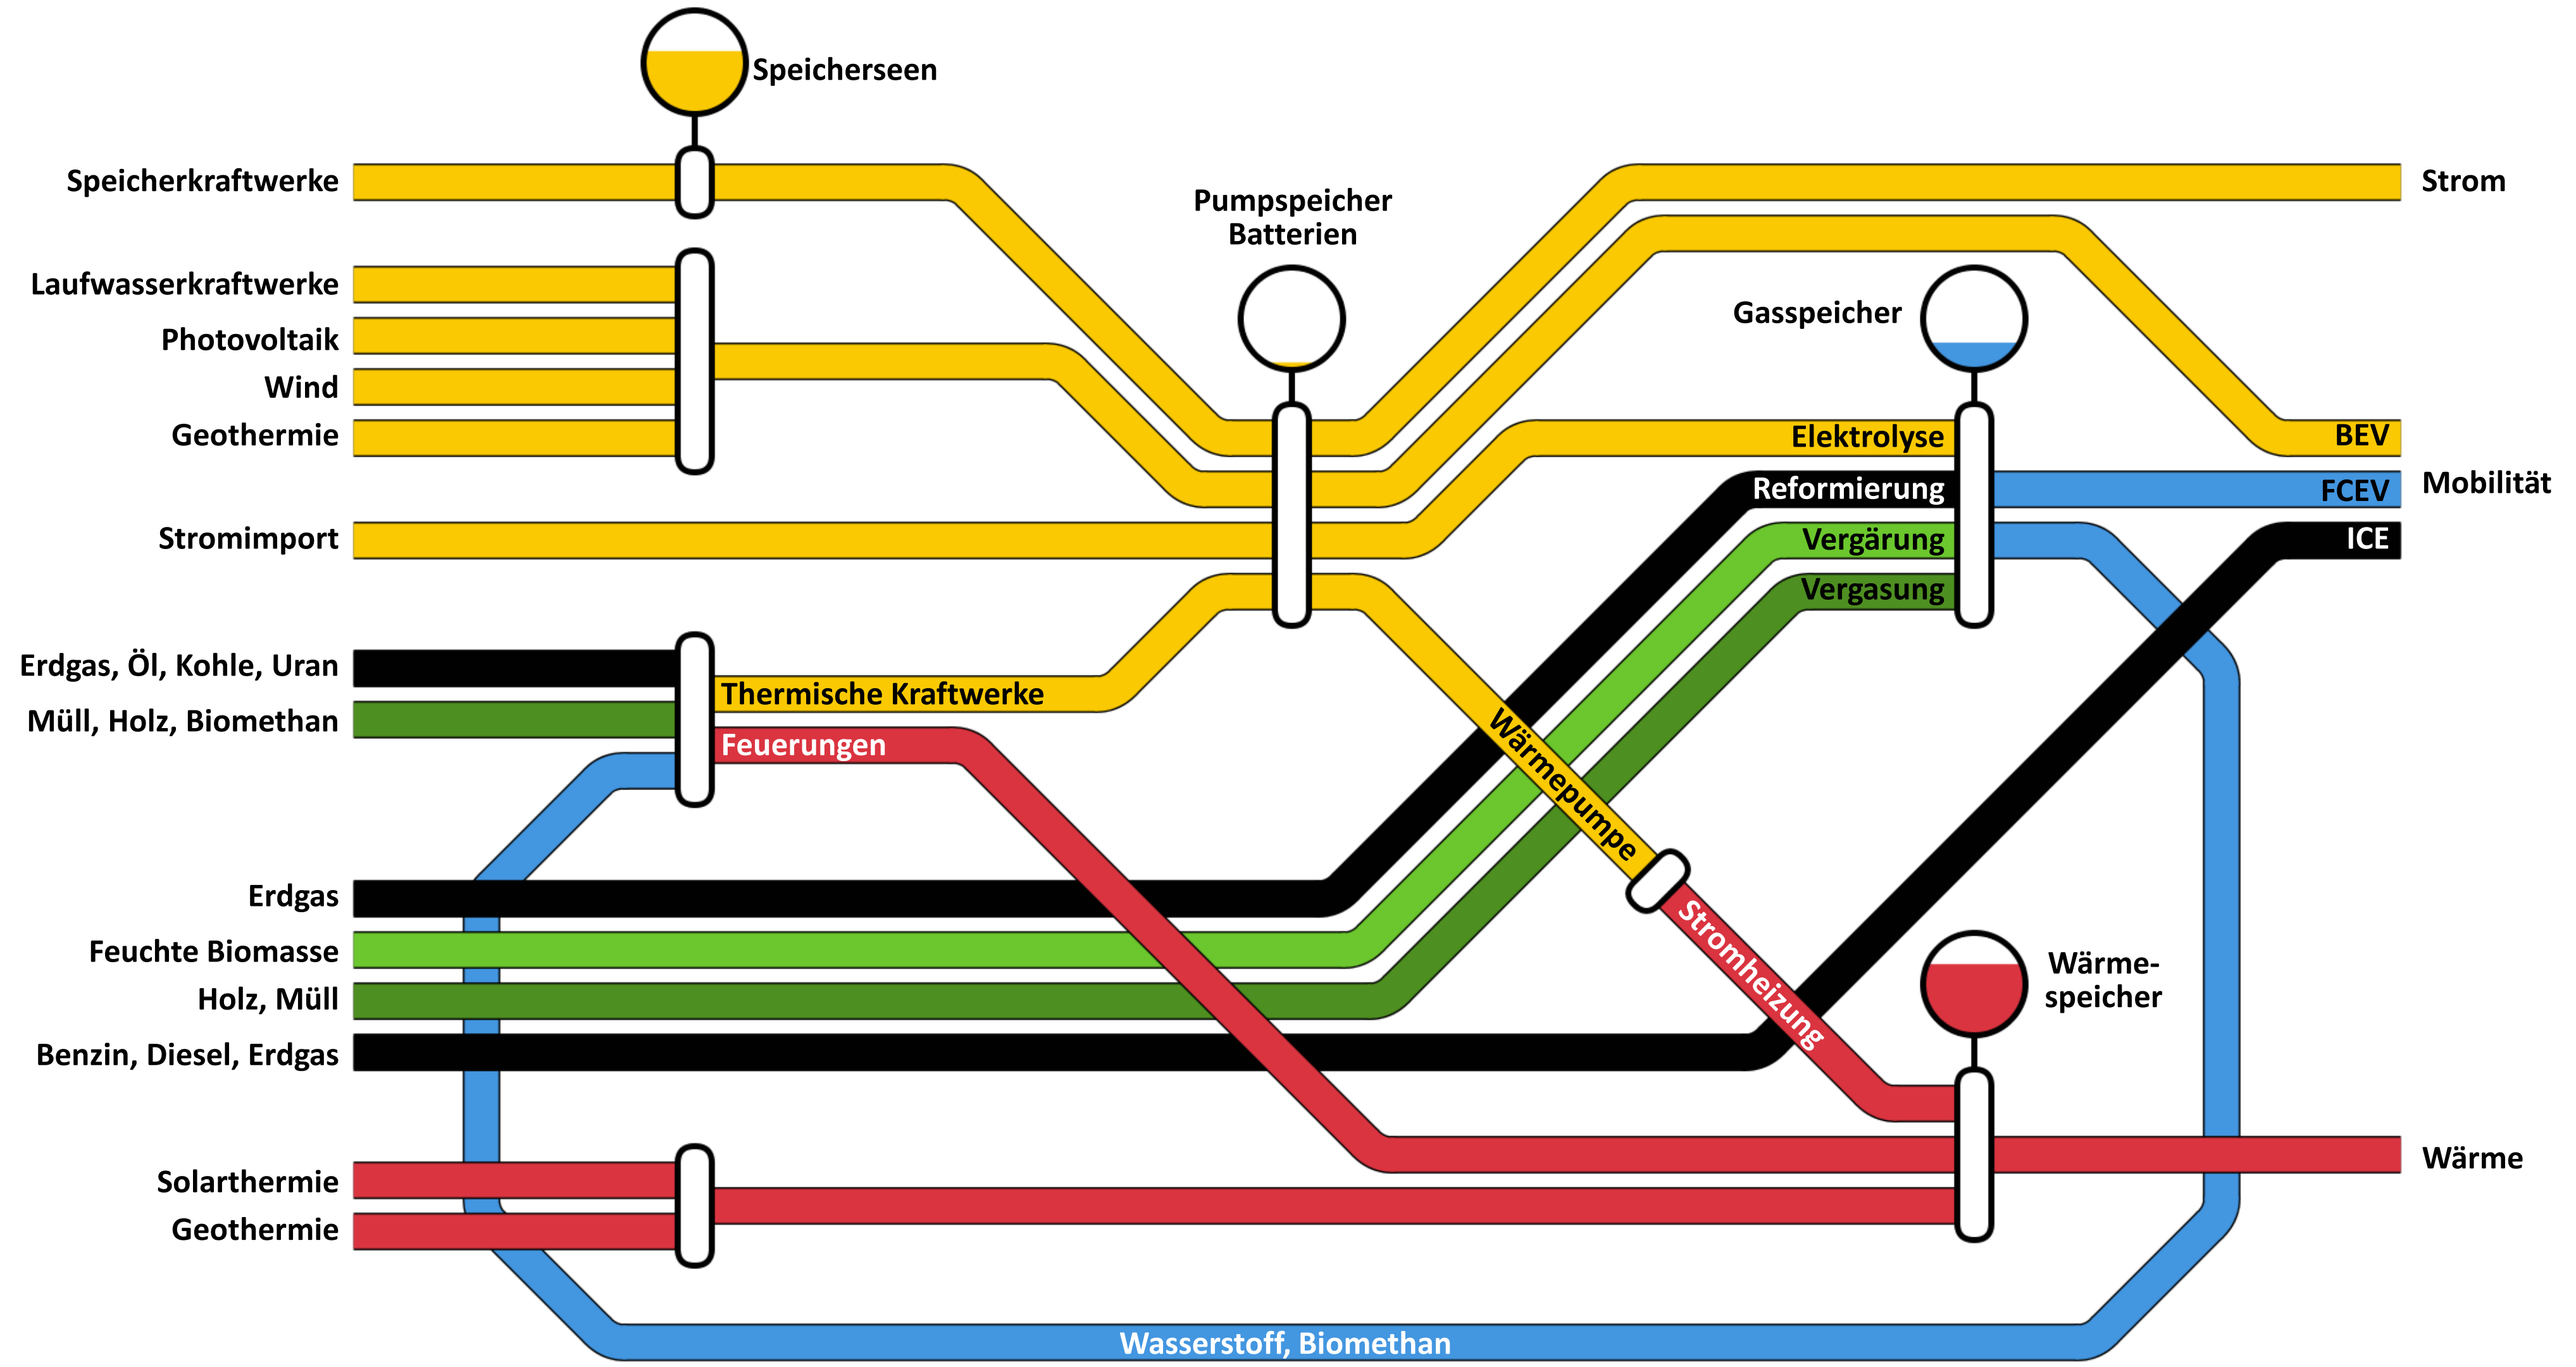 Speicherseen
Speicherkraftwerke
Strom
Pumpspeicher
Batterien
Laufwasserkraftwerke
Gasspeicher
Photovoltaik
Wind
Geothermie
Elektrolyse
BEV
Reformierung
FCEV
Mobilität
Stromimport
Vergärung
ICE
Vergasung
Erdgas, Öl, Kohle, Uran
Thermische Kraftwerke
Müll, Holz, Biomethan
Feuerungen
Wärmepumpe
Erdgas
Stromheizung
Feuchte Biomasse
Wärme-
speicher
Holz, Müll
Benzin, Diesel, Erdgas
Wärme
Solarthermie
Geothermie
Wasserstoff, Biomethan